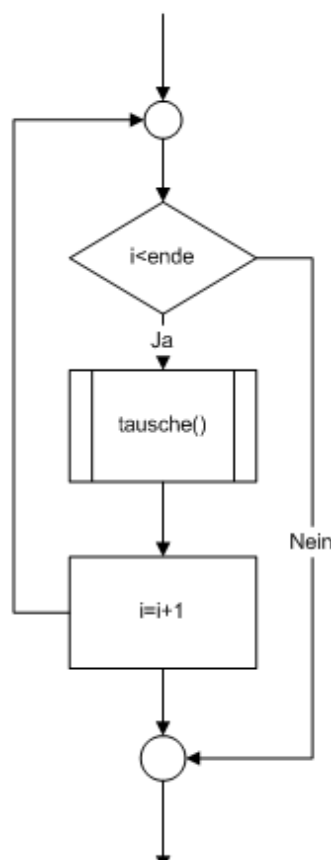 i<ende
Ja
tausche()
Nein
i=i+1